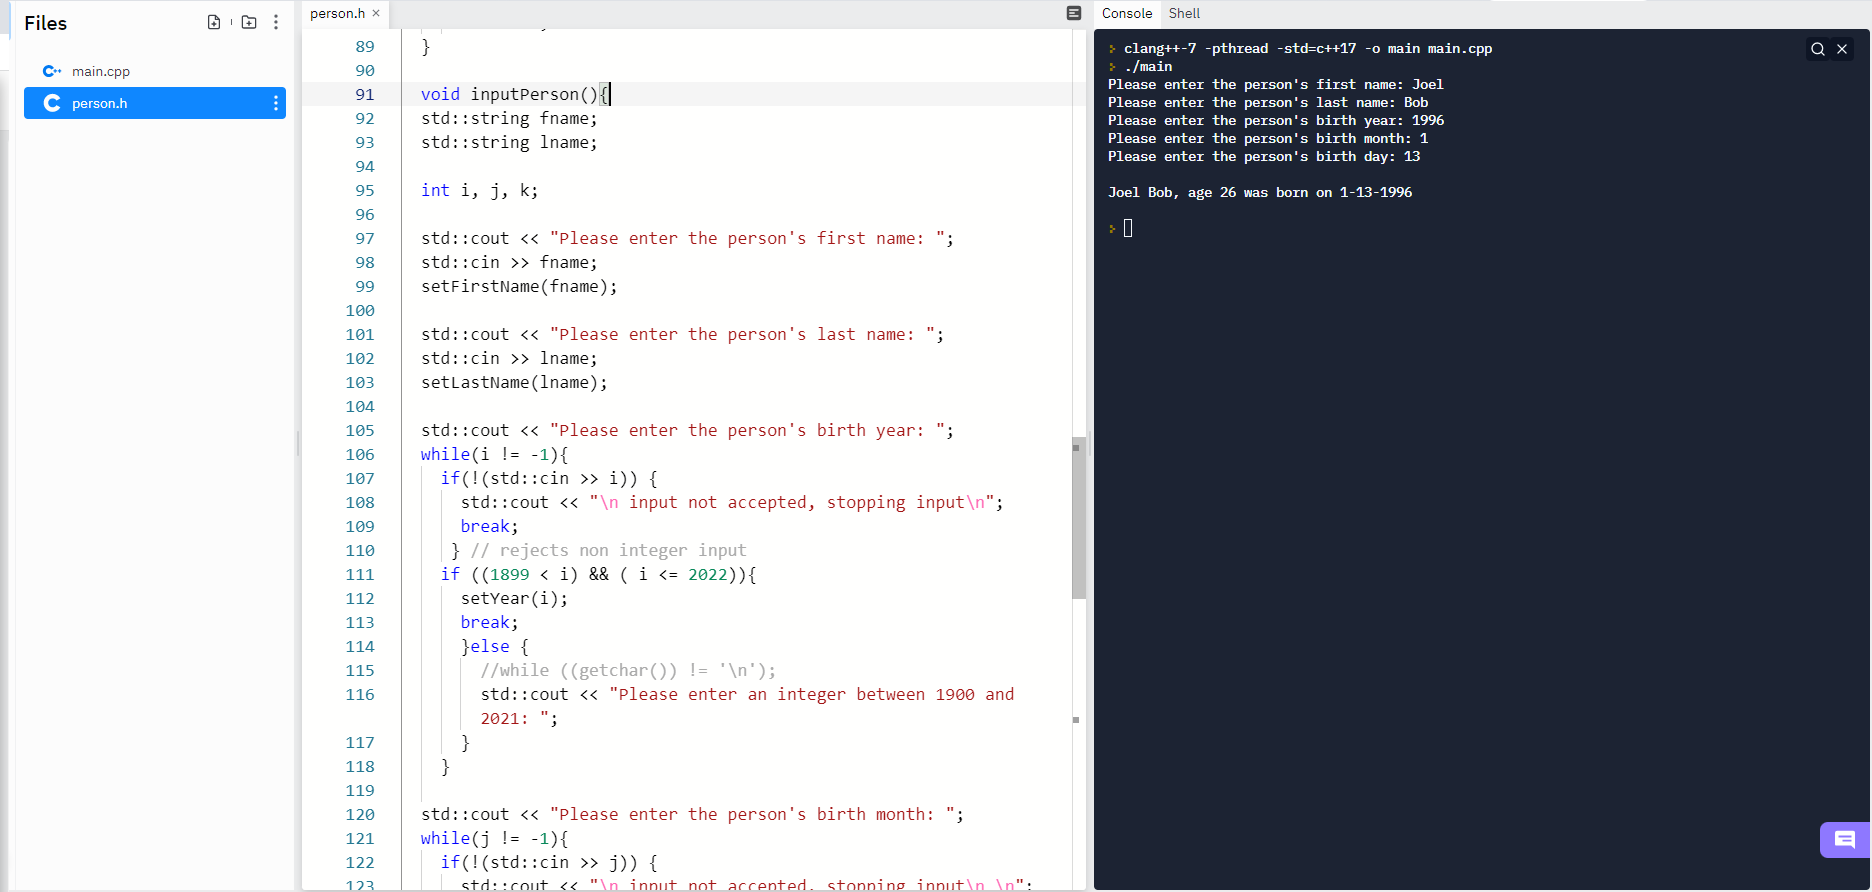 Files
main.cpp
person.h
person.h ×
89 }
90
91 void inputPerson(){
92 std::string fname;
93 std::string lname;
94
95 int i, j, k;
96
97 std::cout << "Please enter the person's first name: ";
98 std::cin >> fname;
99 setFirstName(fname);
100
101 std::cout << "Please enter the person's last name: ";
102 std::cin >> lname;
103 setLastName(lname);
104
105 std::cout << "Please enter the person's birth year: ";
106 while(i != -1){
107 if(!(std::cin >> i)) {
108 std::cout << "\n input not accepted, stopping input\n";
109 break;
110 } // rejects non integer input
111 if ((1899 < i) && ( i <= 2022)){
112 setYear(i);
113 break;
114 }else {
115 //while ((getchar()) != '\n');
116 std::cout << "Please enter an integer between 1900 and
2021: ";
117 }
118 }
119
120 std::cout << "Please enter the person's birth month: ";
121 while(j != -1){
122 if(!(std::cin >> j)) {
123 std::cout << "\n input not accepted, stopping input\n \n";
Console Shell
clang++-7 -pthread -std=c++17 -o main main.cpp
./main
Please enter the person's first name: Joel
Please enter the person's last name: Bob
Please enter the person's birth year: 1996
Please enter the person's birth month: 1
Please enter the person's birth day: 13
Joel Bob, age 26 was born on 1-13-1996